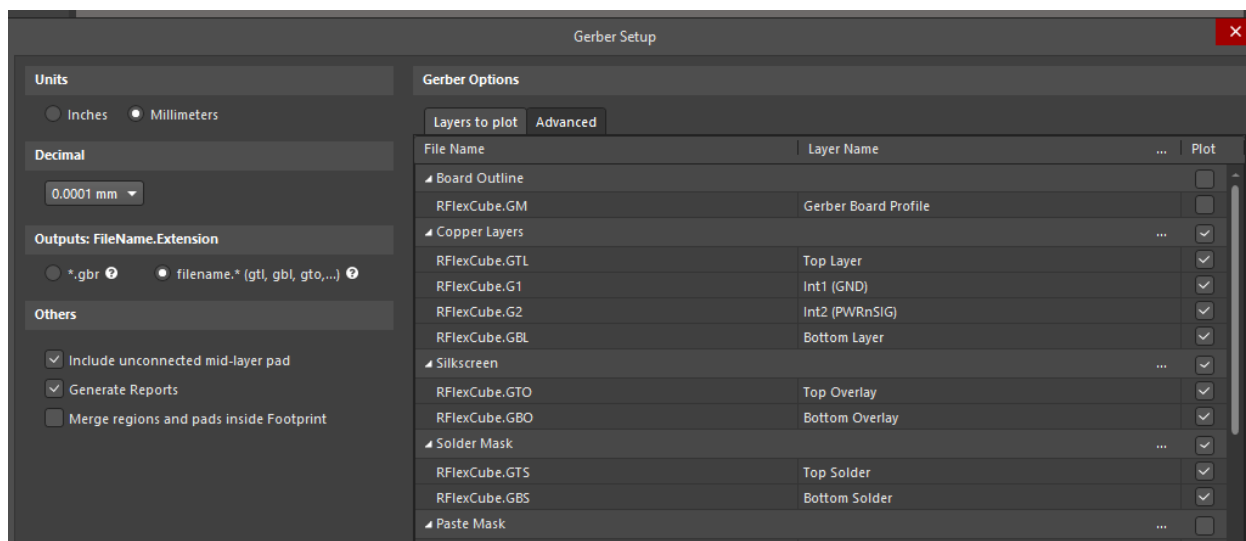 Gerber Setup
Units
Inches Millimeters
Decimal
0.0001 mm
Outputs: FileName.Extension
*.gbr ? filename.* (gtl, gbl, gto,...) ?
Others
Include unconnected mid-layer pad
Generate Reports
Merge regions and pads inside Footprint
Gerber Options
Layers to plot Advanced
File Name Layer Name ... Plot
Board Outline
RFlexCube.GM Gerber Board Profile
Copper Layers ...
RFlexCube.GTL Top Layer
RFlexCube.G1 Int1 (GND)
RFlexCube.G2 Int2 (PWRnSIG)
RFlexCube.GBL Bottom Layer
Silkscreen ...
RFlexCube.GTO Top Overlay
RFlexCube.GBO Bottom Overlay
Solder Mask ...
RFlexCube.GTS Top Solder
RFlexCube.GBS Bottom Solder
Paste Mask ...